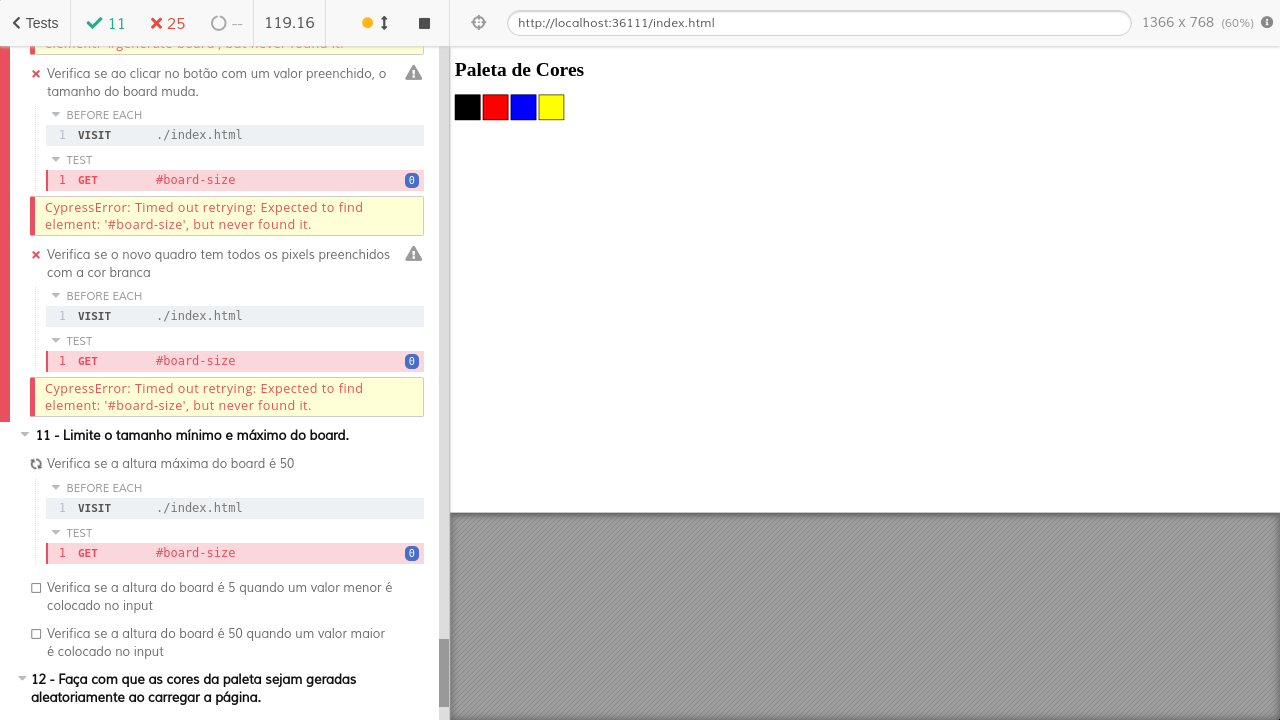 Tests
11
25
--
119.16
http://localhost:36111/index.html
1366 x 768 (60%)
element: '#generate-board', but never found it.
Verifica se ao clicar no botão com um valor preenchido, o
tamanho do board muda.
BEFORE EACH
1 VISIT ./index.html
TEST
1 GET #board-size 0
CypressError: Timed out retrying: Expected to find
element: '#board-size', but never found it.
Verifica se o novo quadro tem todos os pixels preenchidos
com a cor branca
BEFORE EACH
1 VISIT ./index.html
TEST
1 GET #board-size 0
CypressError: Timed out retrying: Expected to find
element: '#board-size', but never found it.
11 - Limite o tamanho mínimo e máximo do board.
Verifica se a altura máxima do board é 50
BEFORE EACH
1 VISIT ./index.html
TEST
1 GET #board-size 0
Verifica se a altura do board é 5 quando um valor menor é
colocado no input
Verifica se a altura do board é 50 quando um valor maior
é colocado no input
12 - Faça com que as cores da paleta sejam geradas
aleatoriamente ao carregar a página.
Paleta de Cores